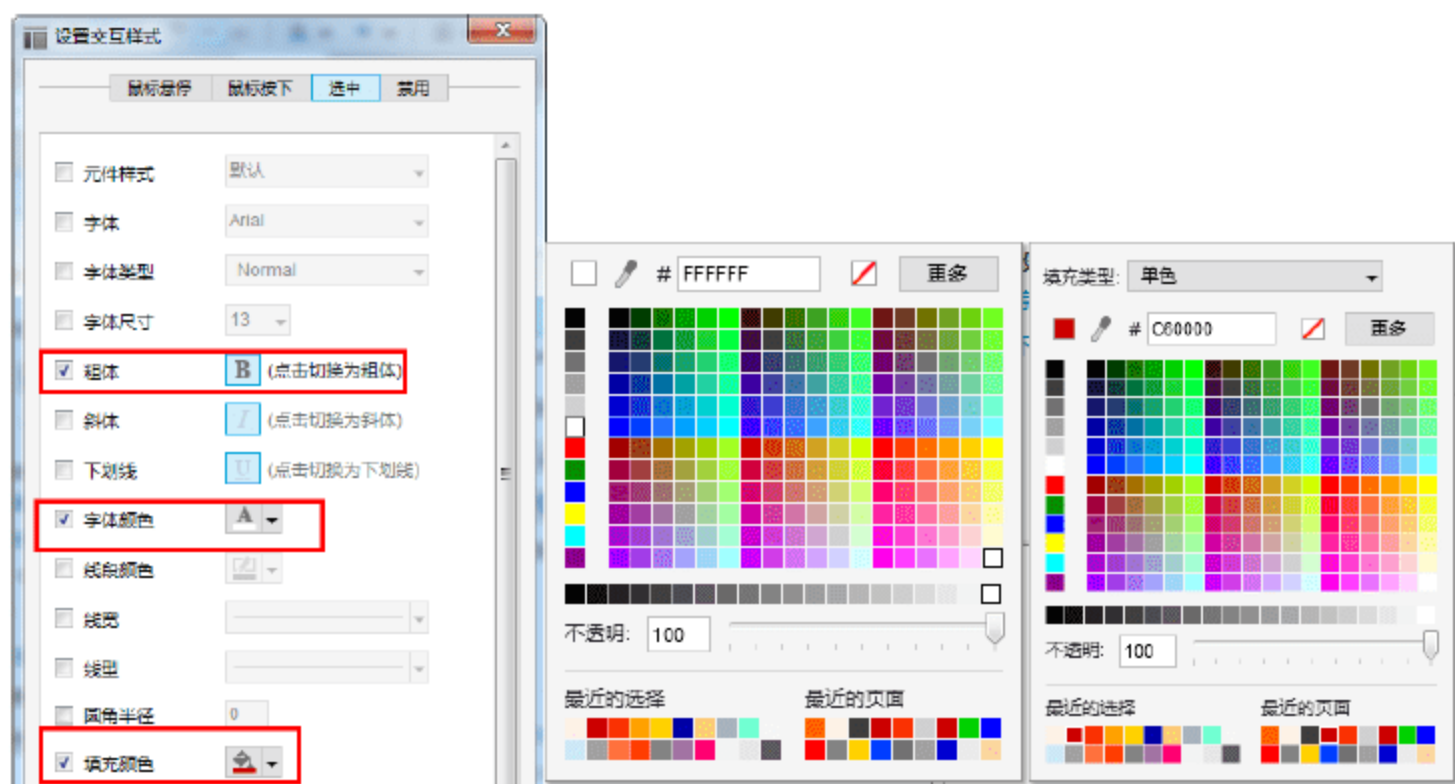 设置交互样式
鼠标悬停 鼠标按下 选中 禁用
元件样式 默认
字体 Arial
字体类型 Normal
字体尺寸 13
粗体 B (点击切换为粗体)
斜体 I (点击切换为斜体)
下划线 U (点击切换为下划线)
字体颜色 A
线段颜色
线宽
线型
圆角半径 0
填充颜色
# FFFFFF 更多
不透明: 100
最近的选择 最近的页面
填充类型: 单色
# C60000 更多
不透明: 100
最近的选择 最近的页面